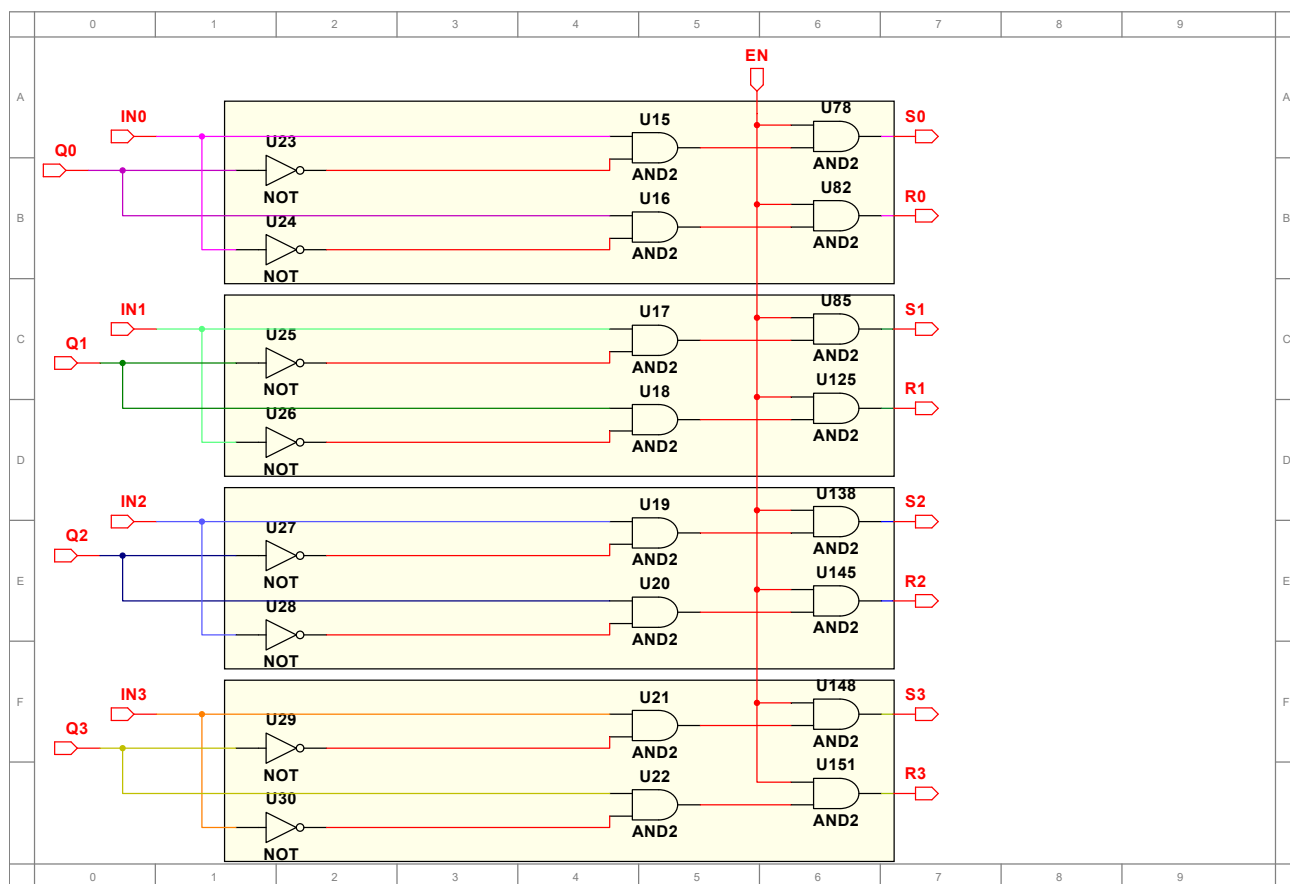 0 1 2 3 4 5 6 7 8 9
EN
A A
IN0 U15 U78 S0
U23
Q0 AND2 AND2
NOT U16 U82 R0
B B
U24
AND2 AND2
NOT
IN1 U17 U85 S1
C C
U25
Q1 AND2 AND2
NOT U18 U125 R1
U26
AND2 AND2
D D
NOT
IN2 U19 U138 S2
U27
Q2 AND2 AND2
NOT U20 U145 R2
E E
U28
AND2 AND2
NOT
IN3 U21 U148 S3
F F
U29
Q3 AND2 AND2
NOT U22 U151 R3
U30
AND2 AND2
NOT
0 1 2 3 4 5 6 7 8 9